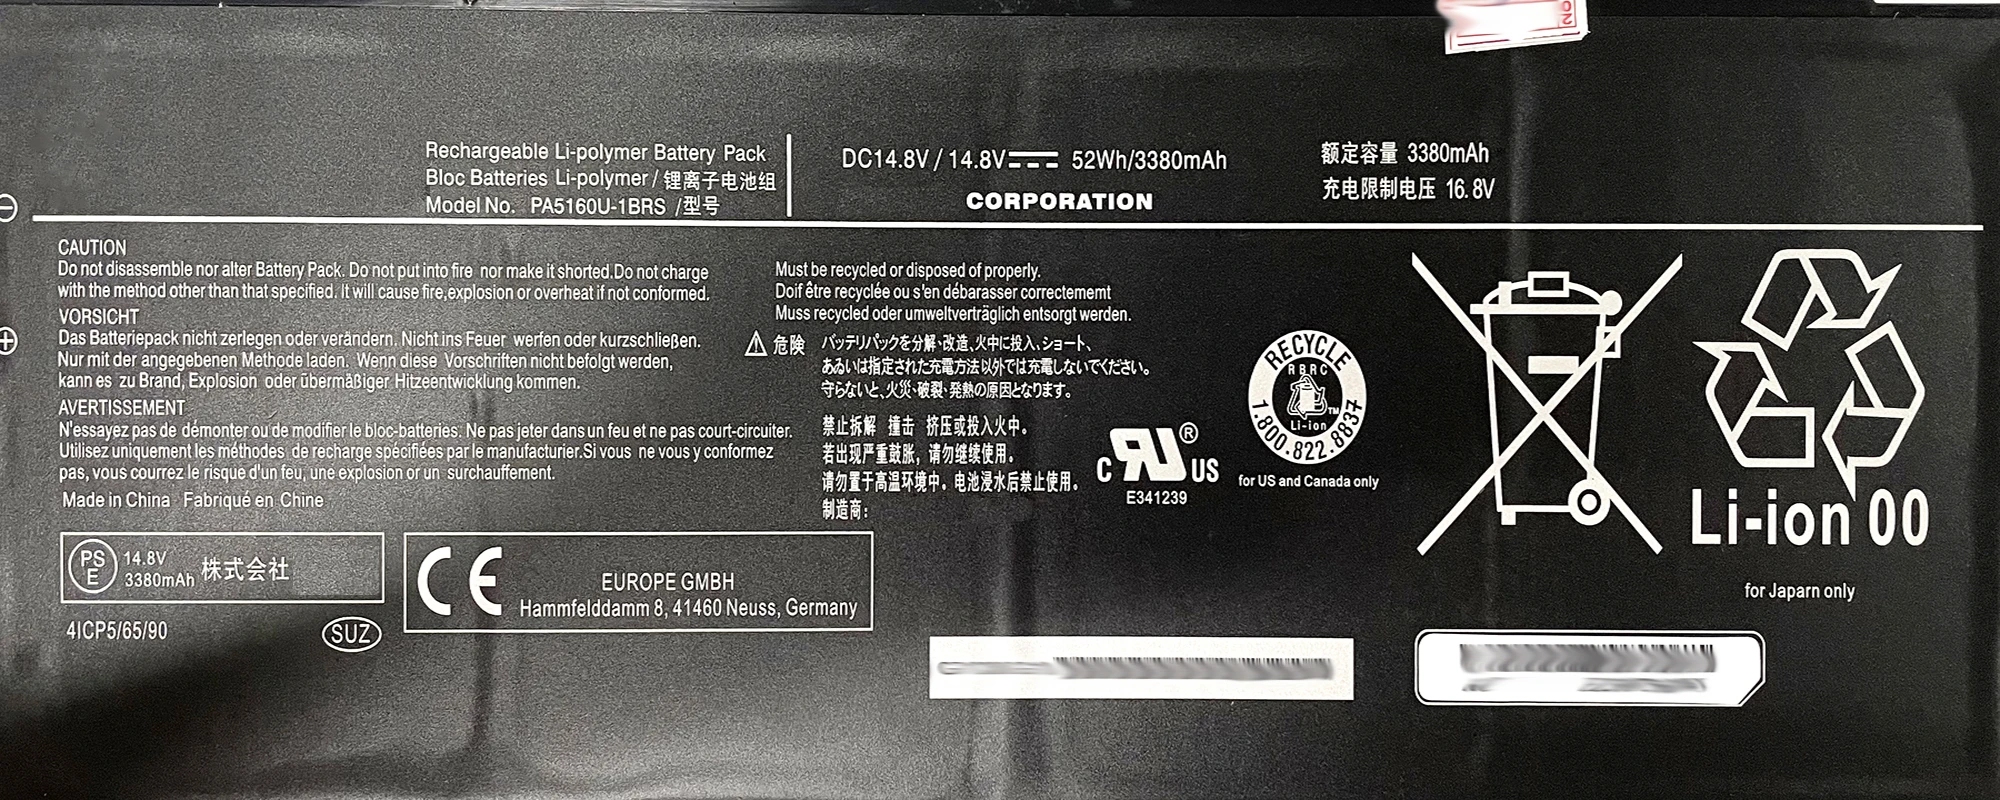 Rechargeable Li-polymer Battery Pack
Bloc Batteries Li-polymer / 锂离子电池组
Model No. PA5160U-1BRS /型号
DC14.8V / 14.8V 52Wh/3380mAh
CORPORATION
额定容量 3380mAh
充电限制电压 16.8V
CAUTION
Do not disassemble nor alter Battery Pack. Do not put into fire nor make it shorted.Do not charge
with the method other than that specified. It will cause fire,explosion or overheat if not conformed.
VORSICHT
Das Batteriepack nicht zerlegen oder verändern. Nicht ins Feuer werfen oder kurzschließen.
Nur mit der angegebenen Methode laden. Wenn diese Vorschriften nicht befolgt werden,
kann es zu Brand, Explosion oder übermäßiger Hitzeentwicklung kommen.
AVERTISSEMENT
N'essayez pas de démonter ou de modifier le bloc-batteries. Ne pas jeter dans un feu et ne pas court-circuiter.
Utilisez uniquement les méthodes de recharge spécifiées par le manufacturier.Si vous ne vous y conformez
pas, vous courrez le risque d'un feu, une explosion or un surchauffement.
Made in China Fabriqué en Chine
Must be recycled or disposed of properly.
Doif être recyclée ou s'en débarasser correctememt
Muss recycled oder umweltverträglich entsorgt werden.
危険 バッテリパックを分解、改造、火中に投入、ショート、
あるいは指定された充電方法以外では充電しないでください。
守らないと、火災、破裂、発熱の原因となります。
禁止拆解 撞击 挤压或投入火中。
若出现严重鼓胀，请勿继续使用。
请勿置于高温环境中。电池浸水后禁止使用。
制造商：
C RU ® US
E341239
RECYCLE
RBRC
TM
Li-ion
1.800.822.8837
for US and Canada only
Li-ion 00
for Japarn only
PS
E
14.8V
3380mAh
株式会社
CE
EUROPE GMBH
Hammfelddamm 8, 41460 Neuss, Germany
4ICP5/65/90
SUZ